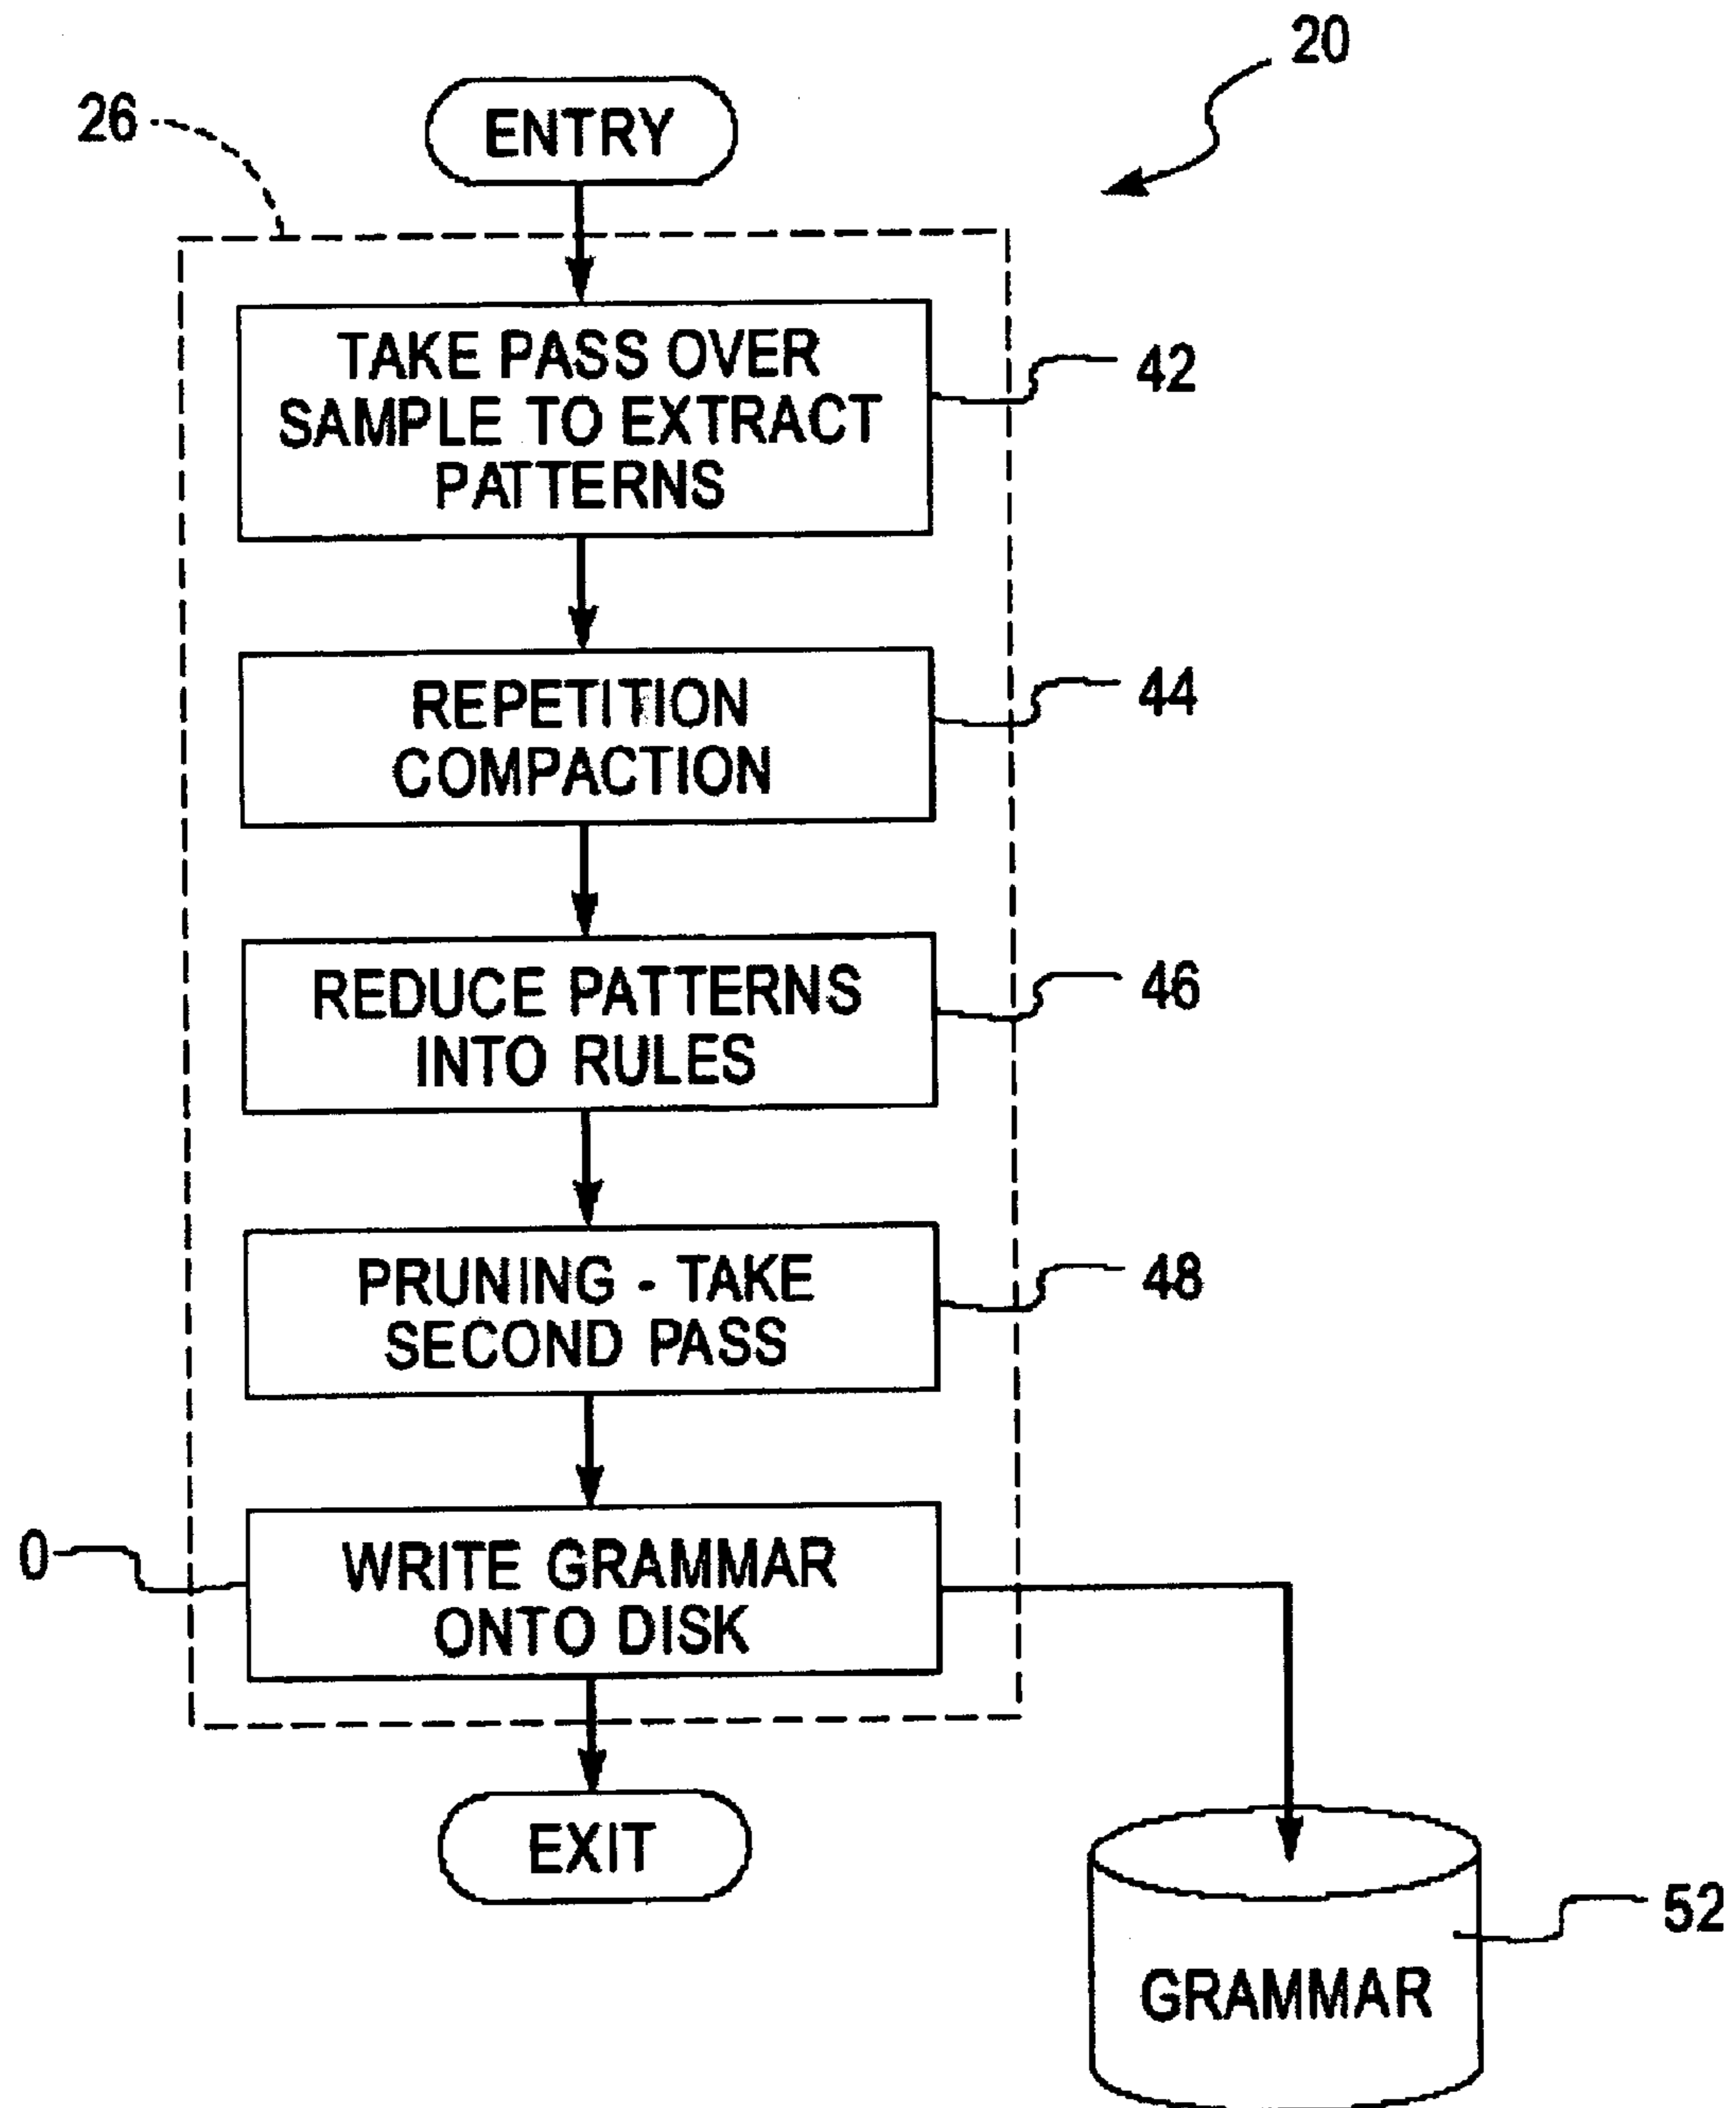 20
26
ENTRY
TAKE PASS OVER
SAMPLE TO EXTRACT
PATTERNS
42
REPETITION
COMPACTION
44
REDUCE PATTERNS
INTO RULES
46
PRUNING - TAKE
SECOND PASS
48
0
WRITE GRAMMAR
ONTO DISK
EXIT
52
GRAMMAR